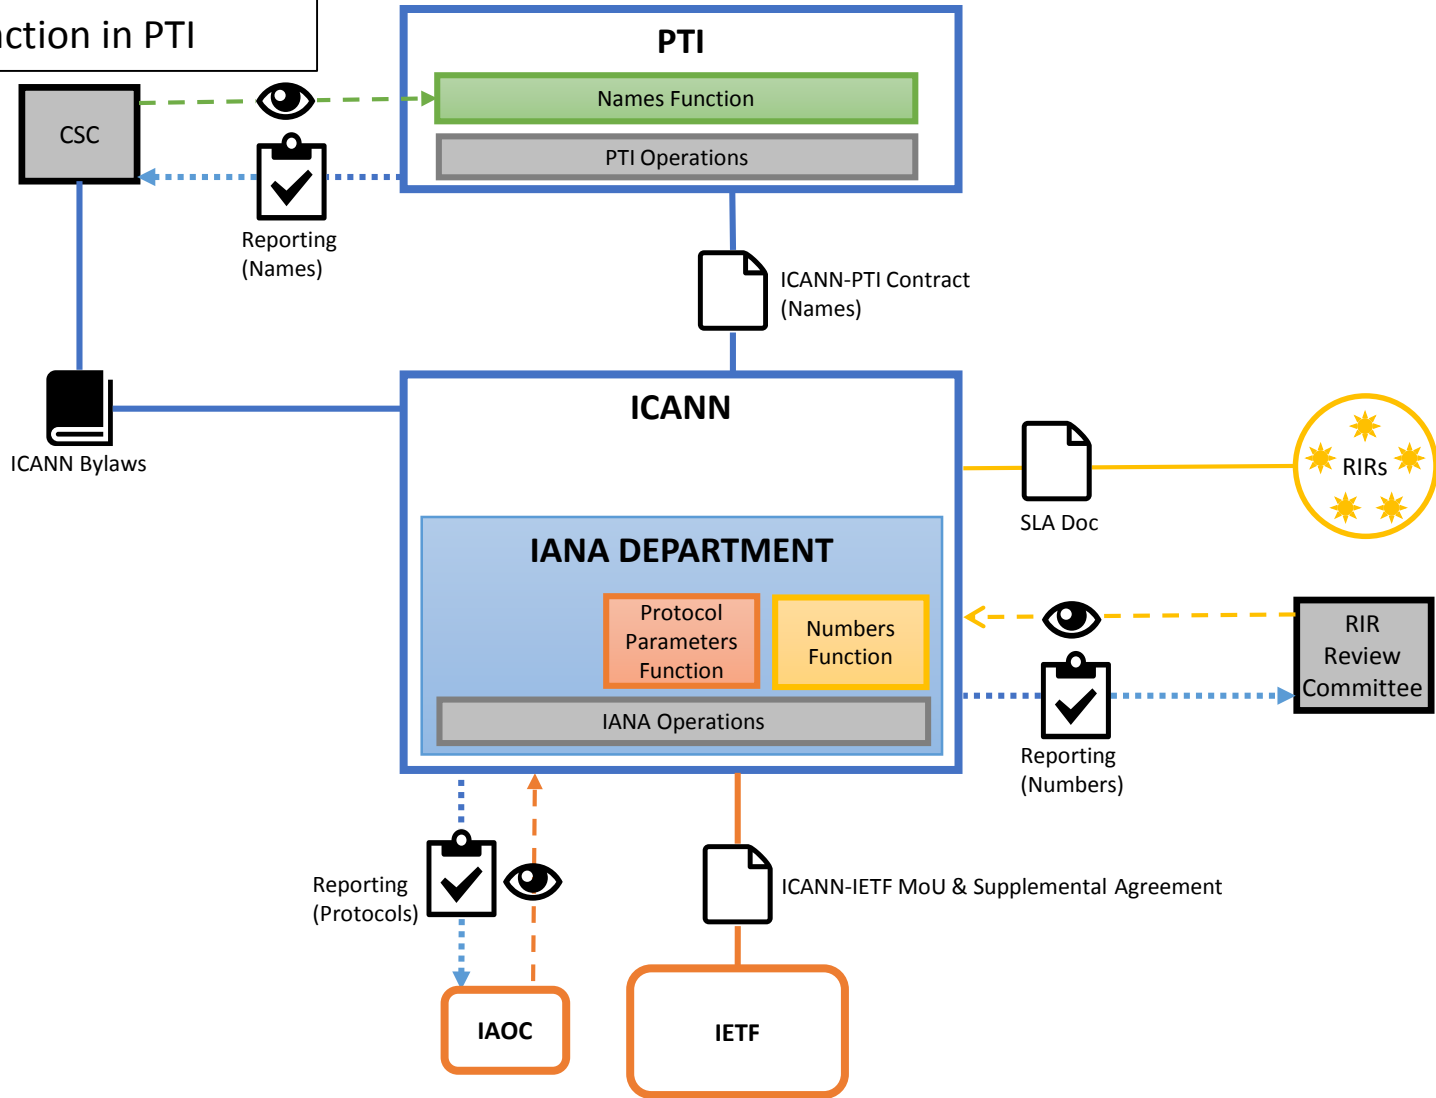 in PTI
PTI
Names Function
PTI Operations
CSC
Reporting
(Names)
ICANN-PTI Contract
(Names)
ICANN
ICANN Bylaws
RIRs
SLA Doc
IANA DEPARTMENT
Protocol
Parameters
Function
Numbers
Function
IANA Operations
RIR
Review
Committee
Reporting
(Numbers)
Reporting
(Protocols)
ICANN-IETF MoU & Supplemental Agreement
IAOC
IETF